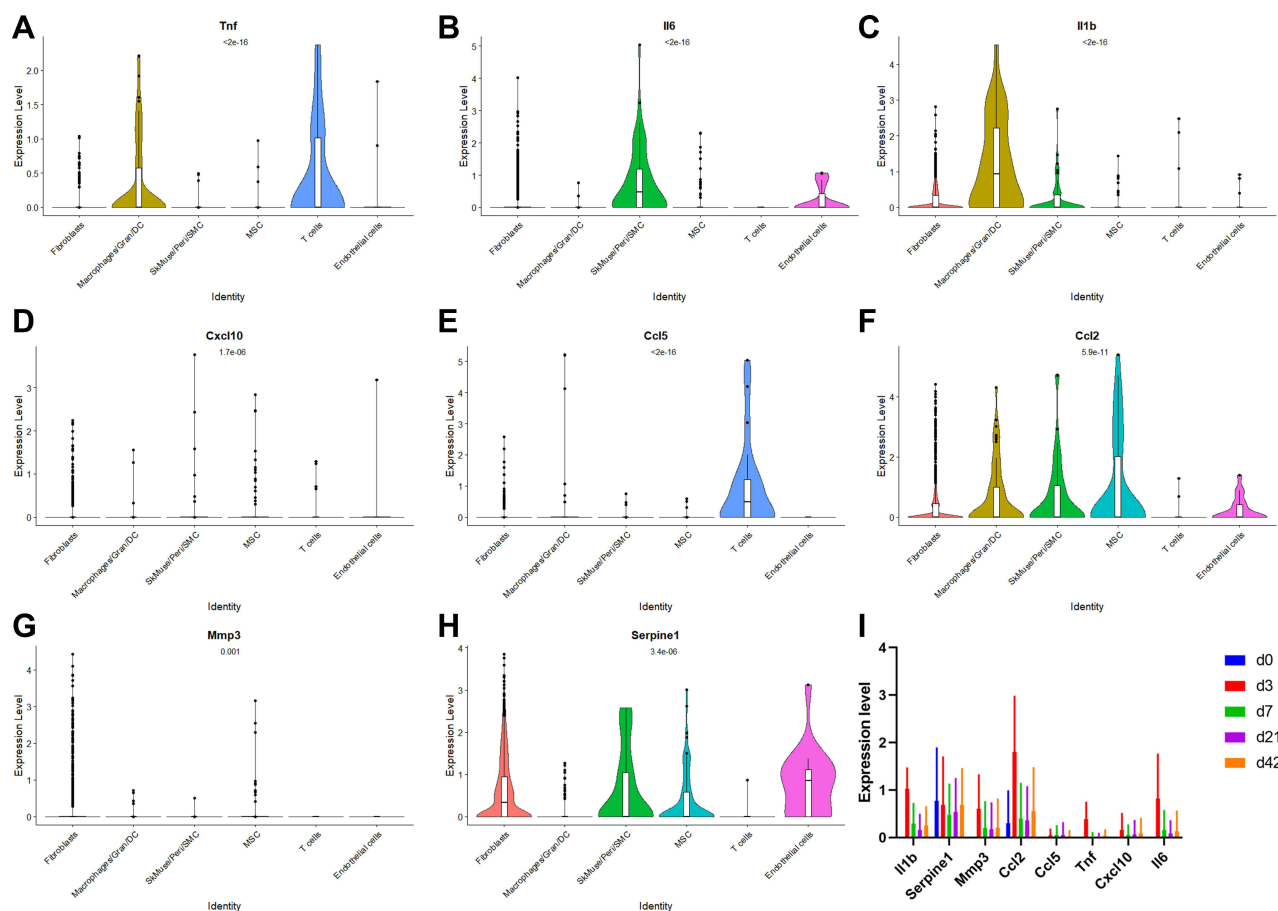 A
Tnf
<2e-16
Expression Level
2.0
1.5
1.0
0.5
0.0
Fibroblasts
Macrophages/Gran/DC
SkMuse/Peri/SMC
MSC
T cells
Endothelial cells
Identity
B
Il6
<2e-16
Expression Level
5
4
3
2
1
0
Fibroblasts
Macrophages/Gran/DC
SkMuse/Peri/SMC
MSC
T cells
Endothelial cells
Identity
C
Il1b
<2e-16
Expression Level
4
3
2
1
0
Fibroblasts
Macrophages/Gran/DC
SkMuse/Peri/SMC
MSC
T cells
Endothelial cells
Identity
D
Cxcl10
1.7e-06
Expression Level
3
2
1
0
Fibroblasts
Macrophages/Gran/DC
SkMuse/Peri/SMC
MSC
T cells
Endothelial cells
Identity
E
Ccl5
<2e-16
Expression Level
5
4
3
2
1
0
Fibroblasts
Macrophages/Gran/DC
SkMuse/Peri/SMC
MSC
T cells
Endothelial cells
Identity
F
Ccl2
5.9e-11
Expression Level
4
2
0
Fibroblasts
Macrophages/Gran/DC
SkMuse/Peri/SMC
MSC
T cells
Endothelial cells
Identity
G
Mmp3
0.001
Expression Level
4
3
2
1
0
Fibroblasts
Macrophages/Gran/DC
SkMuse/Peri/SMC
MSC
T cells
Endothelial cells
Identity
H
Serpine1
3.4e-06
Expression Level
4
3
2
1
0
Fibroblasts
Macrophages/Gran/DC
SkMuse/Peri/SMC
MSC
T cells
Endothelial cells
Identity
I
Expression level
4
3
2
1
0
Il1b
Serpine1
Mmp3
Ccl2
Ccl5
Tnf
Cxcl10
Il6
d0
d3
d7
d21
d42